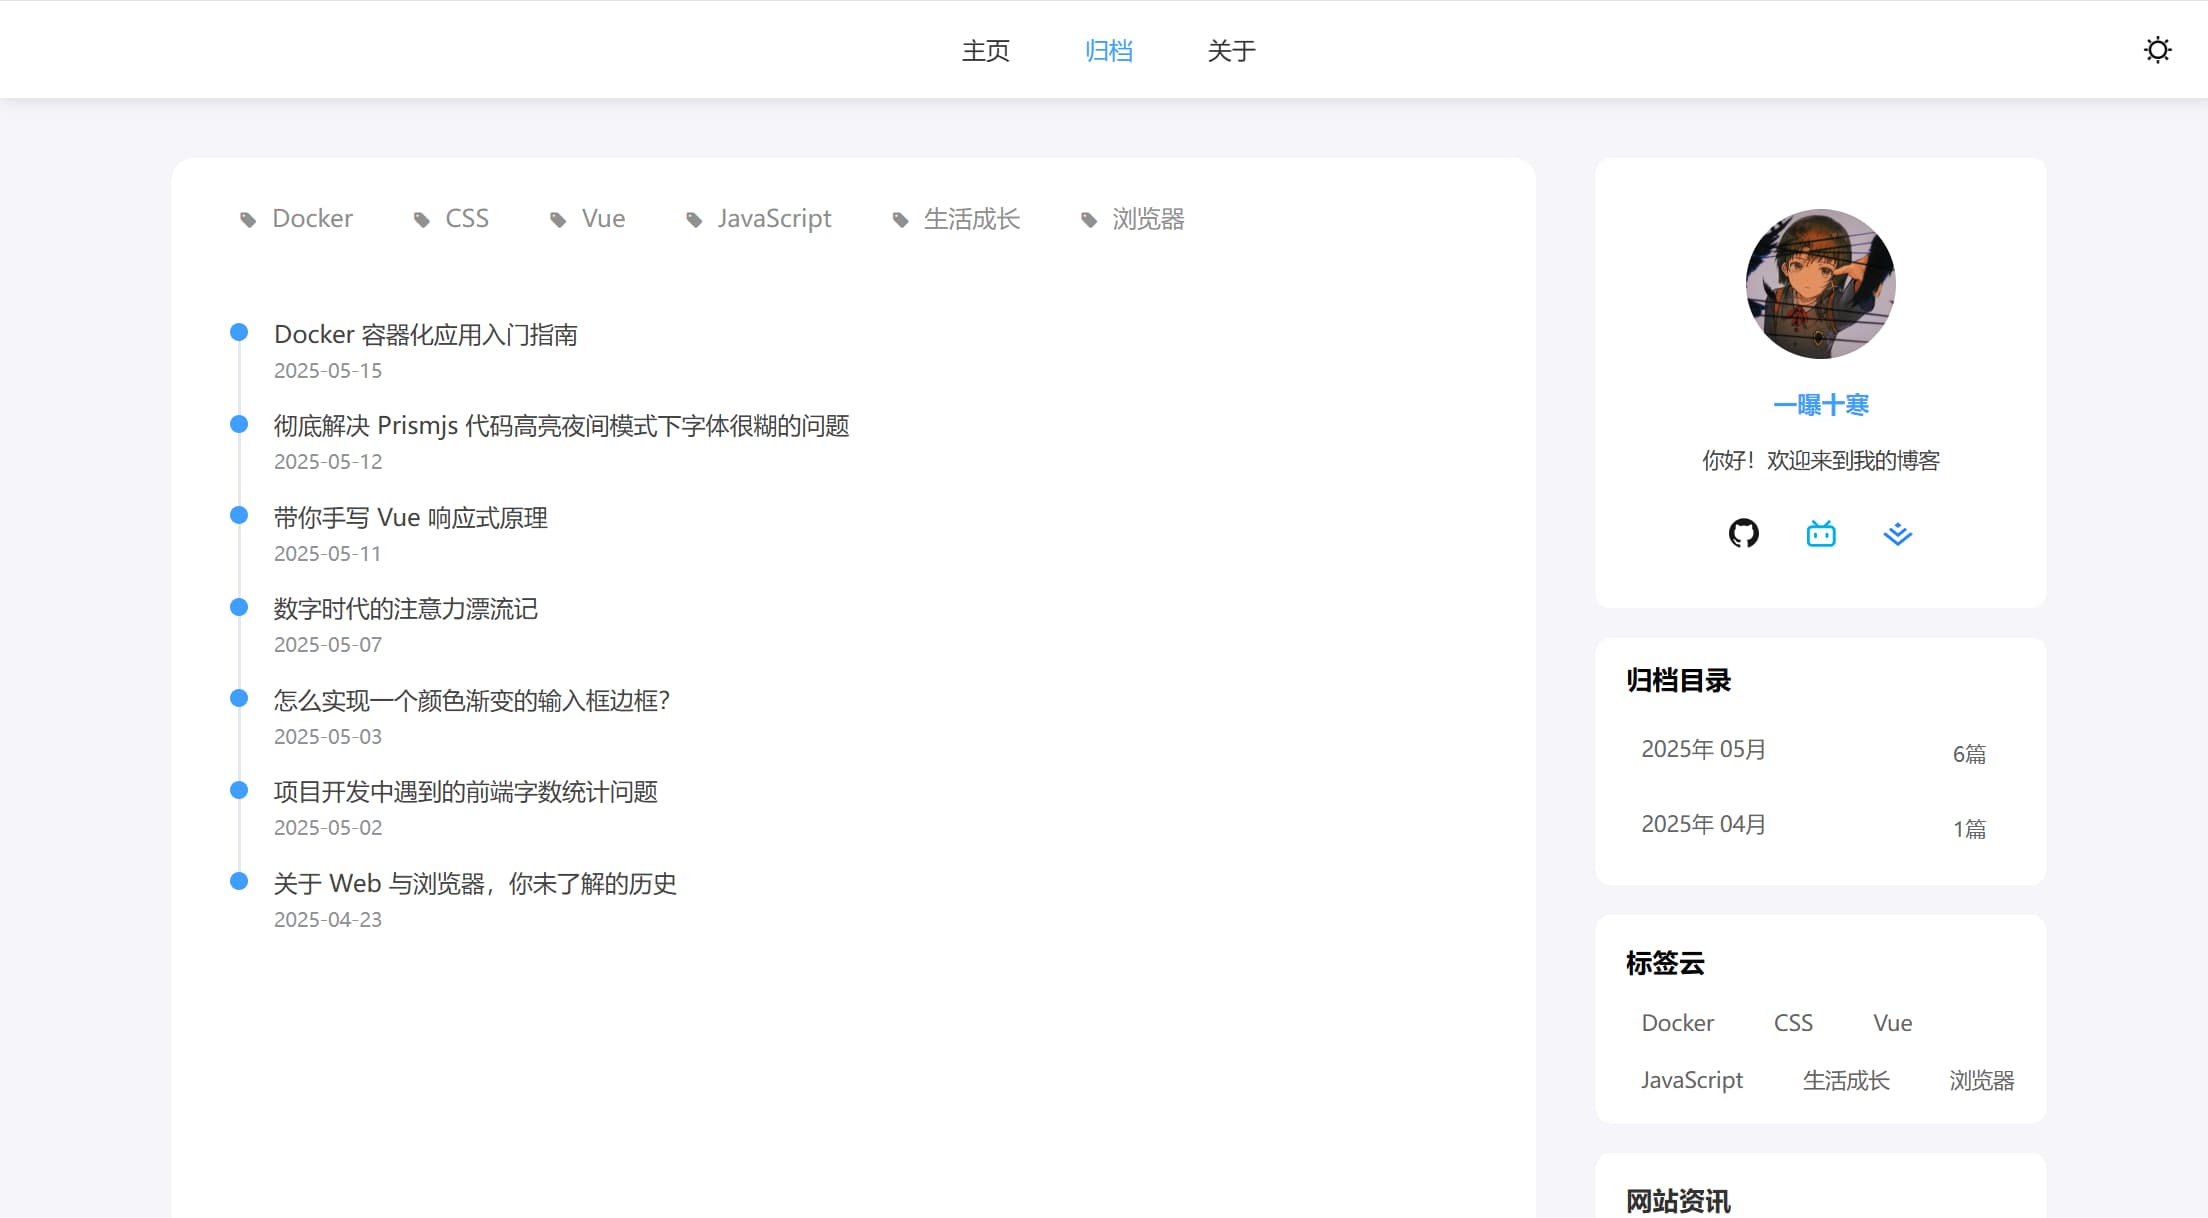 主页 归档 关于
Docker CSS Vue JavaScript 生活成长 浏览器
Docker 容器化应用入门指南
2025-05-15
彻底解决 Prismjs 代码高亮夜间模式下字体很糊的问题
2025-05-12
带你手写 Vue 响应式原理
2025-05-11
数字时代的注意力漂流记
2025-05-07
怎么实现一个颜色渐变的输入框边框？
2025-05-03
项目开发中遇到的前端字数统计问题
2025-05-02
关于 Web 与浏览器，你未了解的历史
2025-04-23
一曝十寒
你好！欢迎来到我的博客
归档目录
2025年 05月 6篇
2025年 04月 1篇
标签云
Docker CSS Vue
JavaScript 生活成长 浏览器
网站资讯